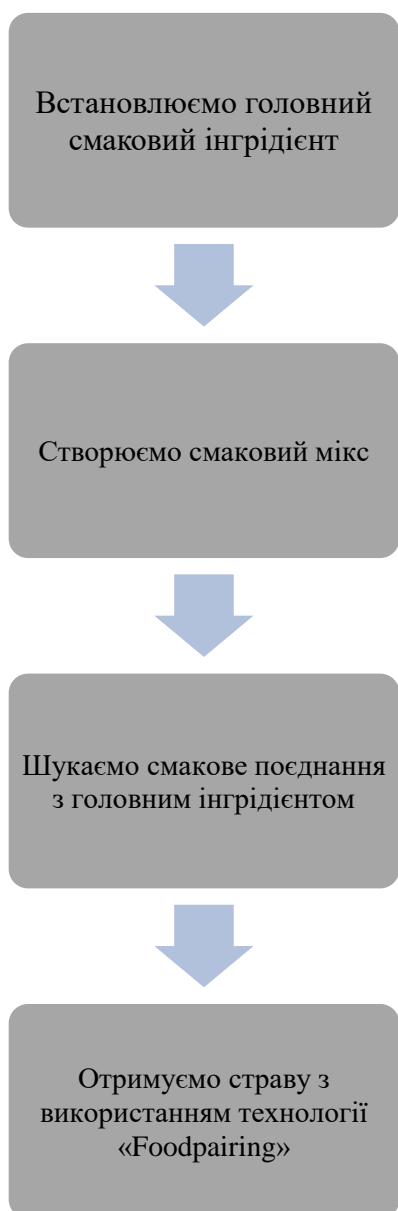 Встановлюємо головний
смаковий інгрідієнт
Створюємо смаковий мікс
Шукаємо смакове поєднання
з головним інгрідієнтом
Отримуємо страву з
використанням технології
«Foodpairing»